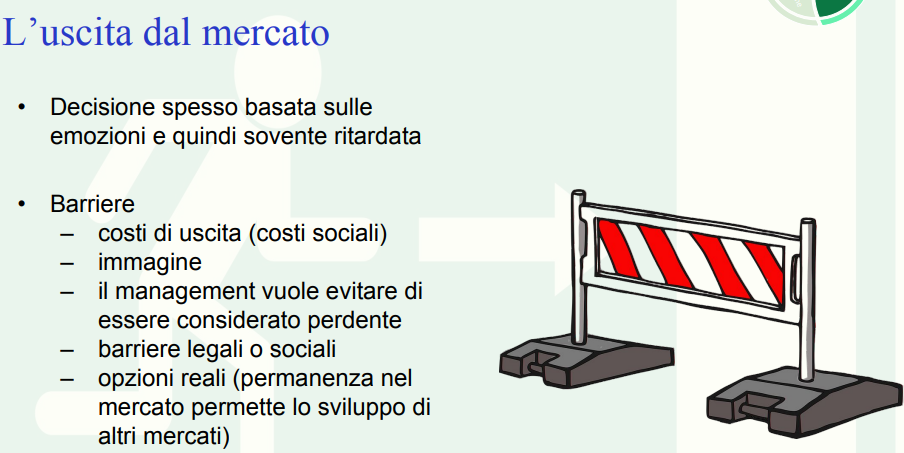 L'uscita dal mercato
• Decisione spesso basata sulle
emozioni e quindi sovente ritardata
• Barriere
– costi di uscita (costi sociali)
– immagine
– il management vuole evitare di
essere considerato perdente
– barriere legali o sociali
– opzioni reali (permanenza nel
mercato permette lo sviluppo di
altri mercati)